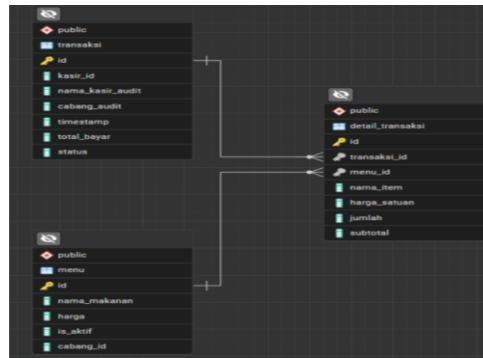 public
transaksi
id
kasir_id
nama_kasir_audit
cabang_audit
timestamp
total_bayar
status
public
detail_transaksi
id
transaksi_id
menu_id
nama_item
harga_satuan
jumlah
subtotal
public
menu
id
nama_makanan
harga
is_aktif
cabang_id